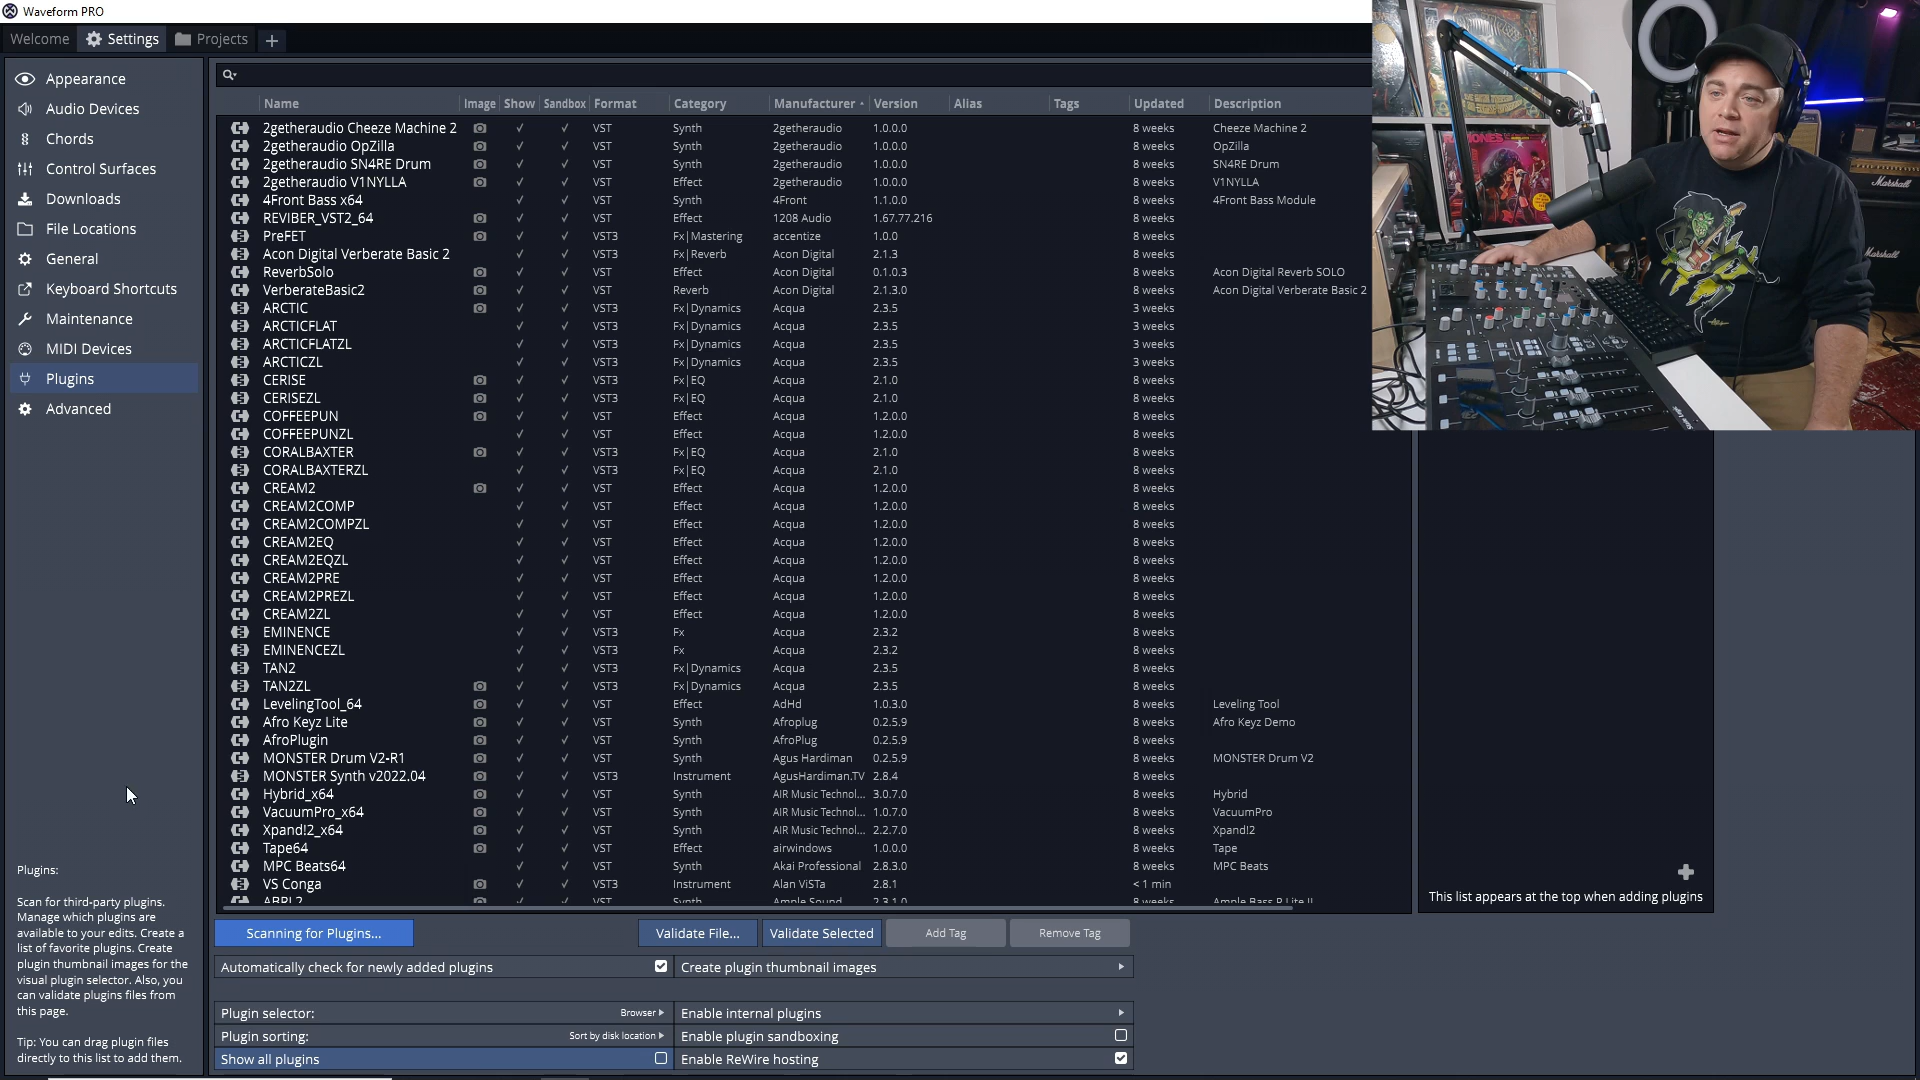 Waveform PRO
Welcome
Settings
Projects
Appearance
Audio Devices
Chords
Control Surfaces
Downloads
File Locations
General
Keyboard Shortcuts
Maintenance
MIDI Devices
Plugins
Advanced
Name Image Show Sandbox Format Category Manufacturer Version Alias Tags Updated Description
2getheraudio Cheeze Machine 2 VST Synth 2getheraudio 1.0.0.0 8 weeks Cheeze Machine 2
2getheraudio OpZilla VST Synth 2getheraudio 1.0.0.0 8 weeks OpZilla
2getheraudio SN4RE Drum VST Synth 2getheraudio 1.0.0.0 8 weeks SN4RE Drum
2getheraudio V1NYLLA VST Effect 2getheraudio 1.0.0.0 8 weeks V1NYLLA
4Front Bass x64 VST Synth 4Front 1.1.0.0 8 weeks 4Front Bass Module
REVIBER_VST2_64 VST Effect 1208 Audio 1.67.77.216 8 weeks
PreFET VST3 Fx|Mastering accentize 1.0.0 8 weeks
Acon Digital Verberate Basic 2 VST3 Fx|Reverb Acon Digital 2.1.3 8 weeks
ReverbSolo VST Effect Acon Digital 0.1.0.3 8 weeks Acon Digital Reverb SOLO
VerberateBasic2 VST Reverb Acon Digital 2.1.3.0 8 weeks Acon Digital Verberate Basic 2
ARCTIC VST3 Fx|Dynamics Acqua 2.3.5 3 weeks
ARCTICFLAT VST3 Fx|Dynamics Acqua 2.3.5 3 weeks
ARCTICFLATZL VST3 Fx|Dynamics Acqua 2.3.5 3 weeks
ARCTICZL VST3 Fx|Dynamics Acqua 2.3.5 3 weeks
CERISE VST3 Fx|EQ Acqua 2.1.0 8 weeks
CERISEZL VST3 Fx|EQ Acqua 2.1.0 8 weeks
COFFEEPUN VST Effect Acqua 1.2.0.0 8 weeks
COFFEEPUNZL VST Effect Acqua 1.2.0.0 8 weeks
CORALBAXTER VST3 Fx|EQ Acqua 2.1.0 8 weeks
CORALBAXTERZL VST3 Fx|EQ Acqua 2.1.0 8 weeks
CREAM2 VST Effect Acqua 1.2.0.0 8 weeks
CREAM2COMP VST Effect Acqua 1.2.0.0 8 weeks
CREAM2COMPZL VST Effect Acqua 1.2.0.0 8 weeks
CREAM2EQ VST Effect Acqua 1.2.0.0 8 weeks
CREAM2EQZL VST Effect Acqua 1.2.0.0 8 weeks
CREAM2PRE VST Effect Acqua 1.2.0.0 8 weeks
CREAM2PREZL VST Effect Acqua 1.2.0.0 8 weeks
CREAM2ZL VST Effect Acqua 1.2.0.0 8 weeks
EMINENCE VST3 Fx Acqua 2.3.2 8 weeks
EMINENCEZL VST3 Fx Acqua 2.3.2 8 weeks
TAN2 VST3 Fx|Dynamics Acqua 2.3.5 8 weeks
TAN2ZL VST3 Fx|Dynamics Acqua 2.3.5 8 weeks
LevelingTool_64 VST Effect AdHd 1.0.3.0 8 weeks Leveling Tool
Afro Keyz Lite VST Synth Afroplug 0.2.5.9 8 weeks Afro Keyz Demo
AfroPlugin VST Synth AfroPlug 0.2.5.9 8 weeks
MONSTER Drum V2-R1 VST Synth Agus Hardiman 0.2.5.9 8 weeks MONSTER Drum V2
MONSTER Synth v2022.04 VST3 Instrument AgusHardiman.TV 2.8.4 8 weeks
Hybrid_x64 VST Synth AIR Music Technol... 3.0.7.0 8 weeks Hybrid
VacuumPro_x64 VST Synth AIR Music Technol... 1.0.7.0 8 weeks VacuumPro
Xpand!2_x64 VST Synth AIR Music Technol... 2.2.7.0 8 weeks Xpand!2
Tape64 VST Effect airwindows 1.0.0.0 8 weeks Tape
MPC Beats64 VST Synth Akai Professional 2.8.3.0 8 weeks MPC Beats
VS Conga VST3 Instrument Alan ViSTa 2.8.1 < 1 min
ABPL2 VST Synth Ample Sound 2.3.1.0 8 weeks Ample Bass P Lite II
Marshall
Marshall
Plugins:
Scan for third-party plugins.
Manage which plugins are
available to your edits. Create a
list of favorite plugins. Create
plugin thumbnail images for the
visual plugin selector. Also, you
can validate plugins files from
this page.
Tip: You can drag plugin files
directly to this list to add them.
This list appears at the top when adding plugins
Scanning for Plugins...
Validate File...
Validate Selected
Add Tag
Remove Tag
Automatically check for newly added plugins
Create plugin thumbnail images
Plugin selector: Browser
Enable internal plugins
Plugin sorting: Sort by disk location
Enable plugin sandboxing
Show all plugins
Enable ReWire hosting